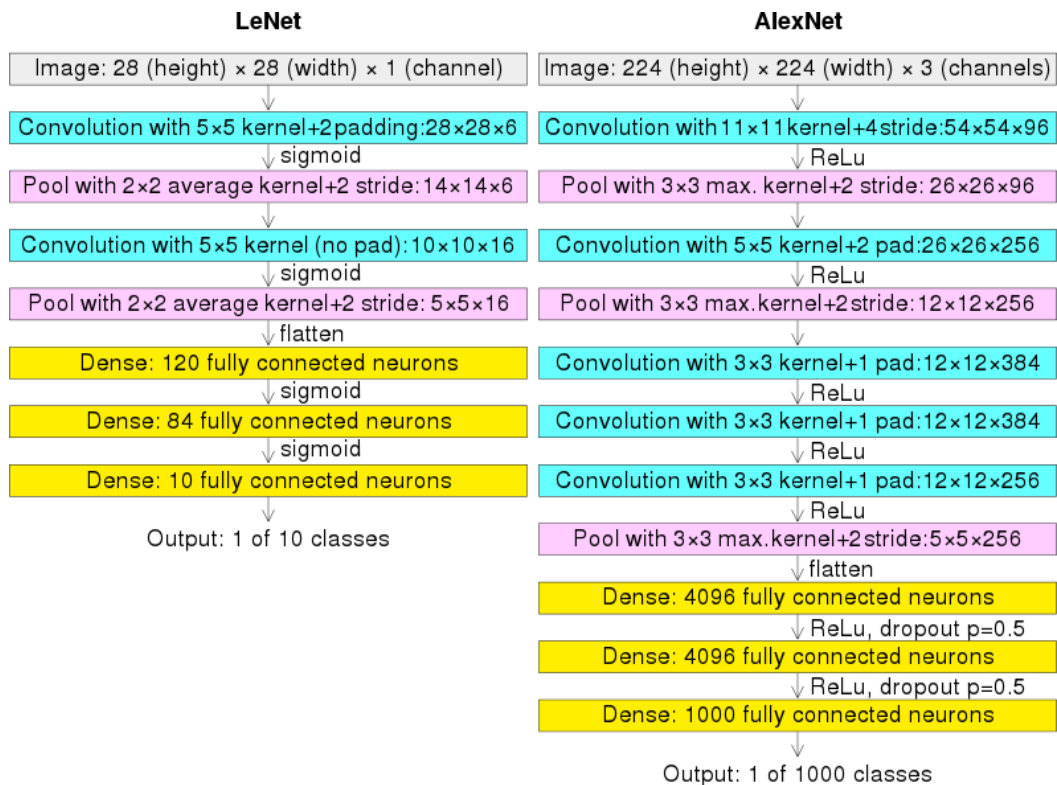 LeNet
Image: 28 (height) × 28 (width) × 1 (channel)
Convolution with 5×5 kernel+2padding:28×28×6
sigmoid
Pool with 2×2 average kernel+2 stride:14×14×6
Convolution with 5×5 kernel (no pad):10×10×16
sigmoid
Pool with 2×2 average kernel+2 stride:5×5×16
flatten
Dense: 120 fully connected neurons
sigmoid
Dense: 84 fully connected neurons
sigmoid
Dense: 10 fully connected neurons
Output: 1 of 10 classes
AlexNet
Image: 224 (height) × 224 (width) × 3 (channels)
Convolution with 11×11 kernel+4 stride:54×54×96
ReLu
Pool with 3×3 max. kernel+2 stride: 26×26×96
Convolution with 5×5 kernel+2 pad:26×26×256
ReLu
Pool with 3×3 max.kernel+2stride:12×12×256
Convolution with 3×3 kernel+1 pad:12×12×384
ReLu
Convolution with 3×3 kernel+1 pad:12×12×384
ReLu
Convolution with 3×3 kernel+1 pad:12×12×256
ReLu
Pool with 3×3 max.kernel+2stride:5×5×256
flatten
Dense: 4096 fully connected neurons
ReLu, dropout p=0.5
Dense: 4096 fully connected neurons
ReLu, dropout p=0.5
Dense: 1000 fully connected neurons
Output: 1 of 1000 classes